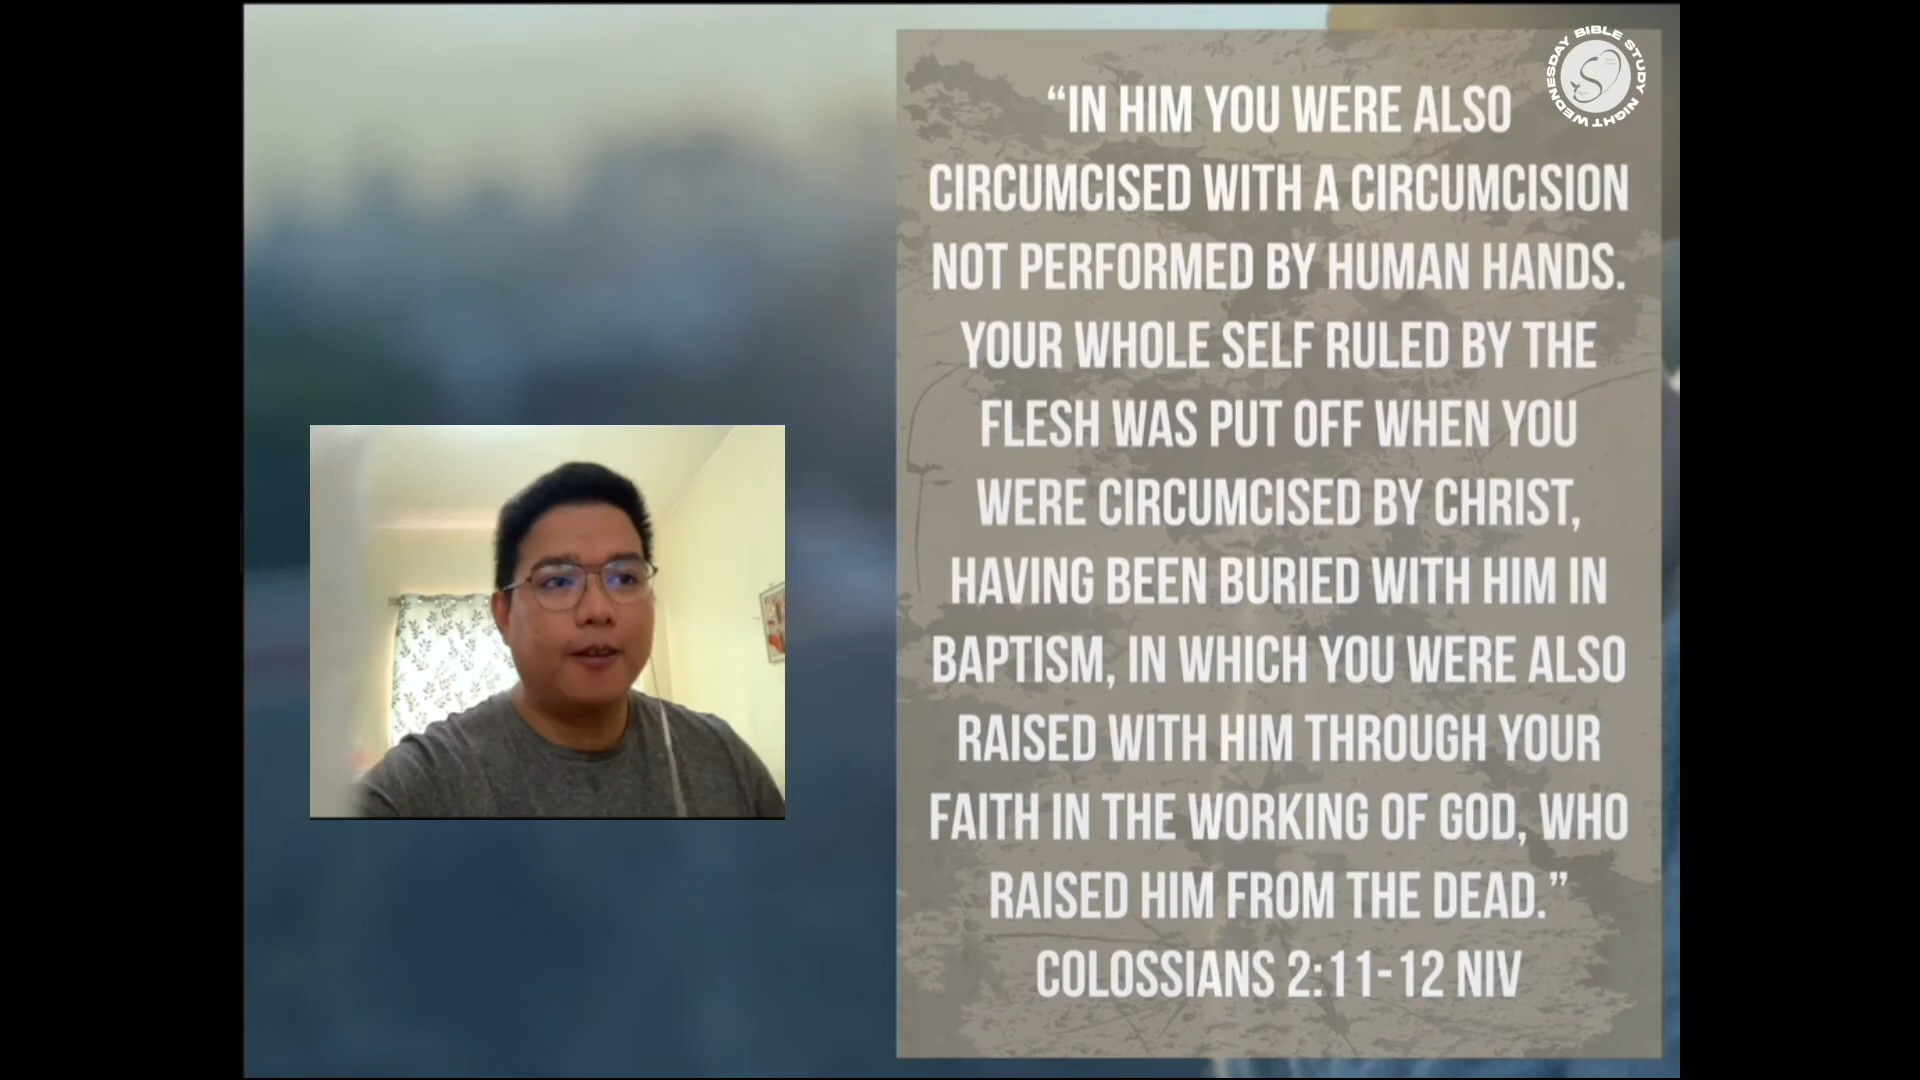 “IN HIM YOU WERE ALSO
CIRCUMCISED WITH A CIRCUMCISION
NOT PERFORMED BY HUMAN HANDS.
YOUR WHOLE SELF RULED BY THE
FLESH WAS PUT OFF WHEN YOU
WERE CIRCUMCISED BY CHRIST,
HAVING BEEN BURIED WITH HIM IN
BAPTISM, IN WHICH YOU WERE ALSO
RAISED WITH HIM THROUGH YOUR
FAITH IN THE WORKING OF GOD, WHO
RAISED HIM FROM THE DEAD.”
COLOSSIANS 2:11-12 NIV
WEDNESDAY BIBLE STUDY NIGHT
S